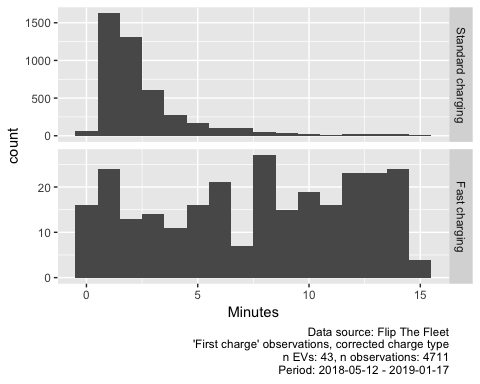 1500
1000
500
0
Standard charging
count
20
10
0
Fast charging
0
5
10
15
Minutes
Data source: Flip The Fleet
'First charge' observations, corrected charge type
n EVs: 43, n observations: 4711
Period: 2018-05-12 - 2019-01-17